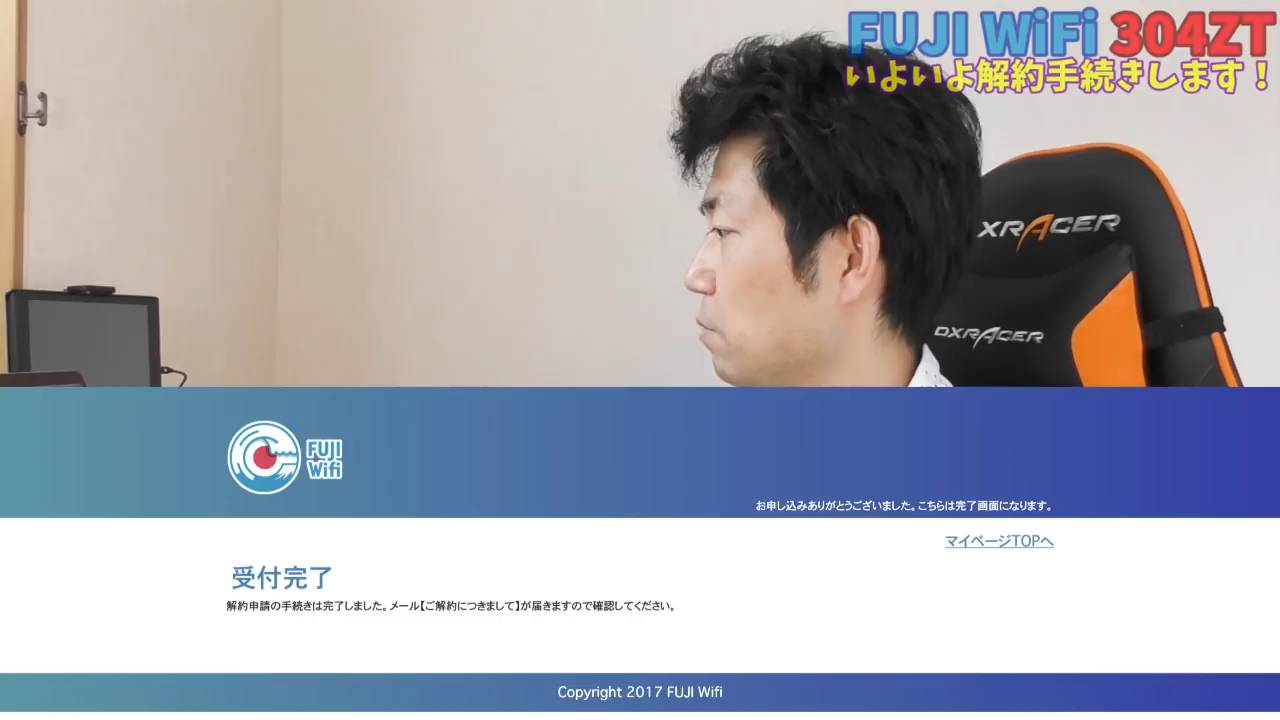 FUJI WiFi 304ZT
いよいよ解約手続きします！
DXRACER
DXRACER
FUJI
Wifi
お申し込みありがとうございました。こちらは完了画面になります。
マイページTOPへ
受付完了
解約申請の手続きは完了しました。メール【ご解約につきまして】が届きますので確認してください。
Copyright 2017 FUJI Wifi